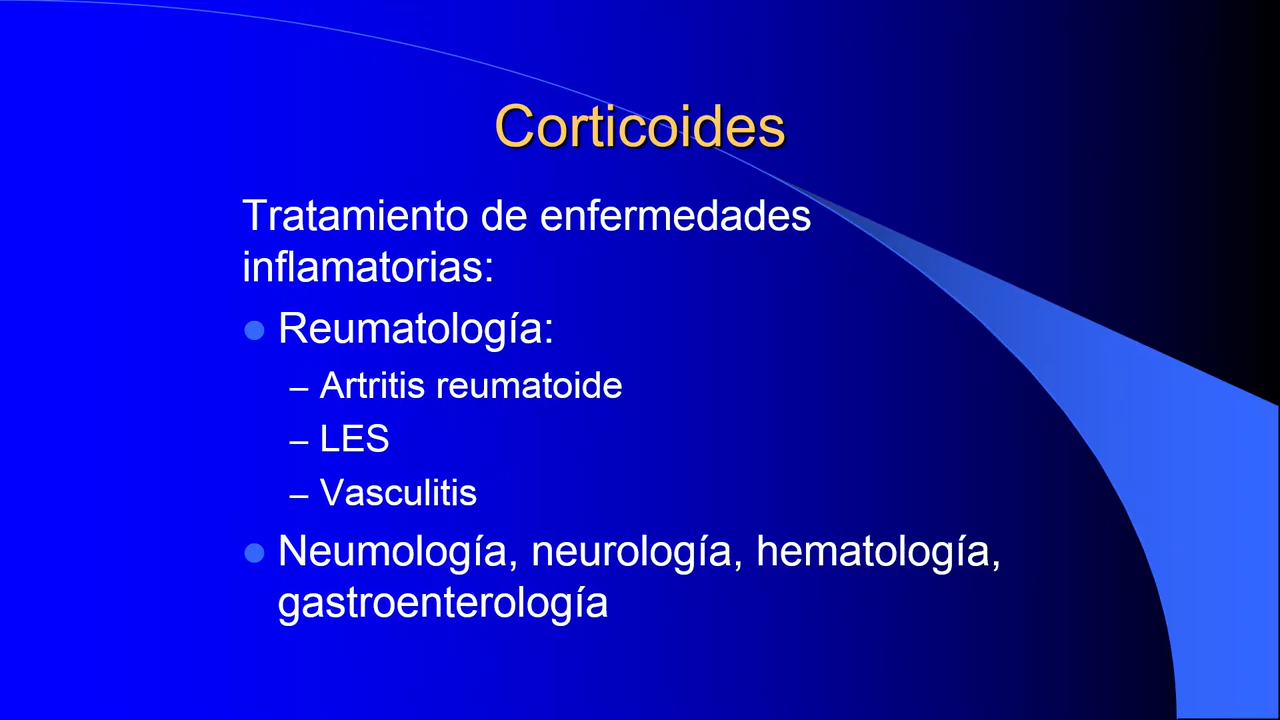 Corticoides
Tratamiento de enfermedades
inflamatorias:
Reumatología:
– Artritis reumatoide
– LES
– Vasculitis
Neumología, neurología, hematología,
gastroenterología